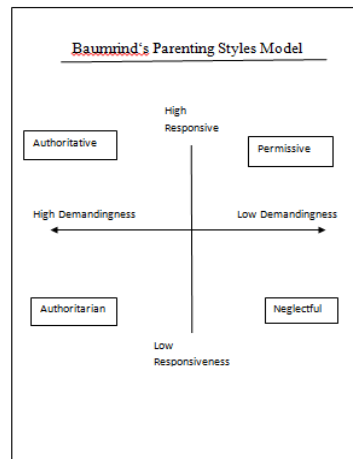 Baumrind's Parenting Styles Model
High
Responsive
Authoritative
Permissive
High Demandingness
Low Demandingness
Authoritarian
Neglectful
Low
Responsiveness